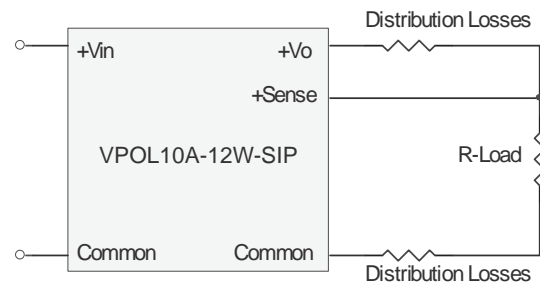 Distribution Losses
+Vin
+Vo
+Sense
VPOL10A-12W-SIP
R-Load
Common
Common
Distribution Losses